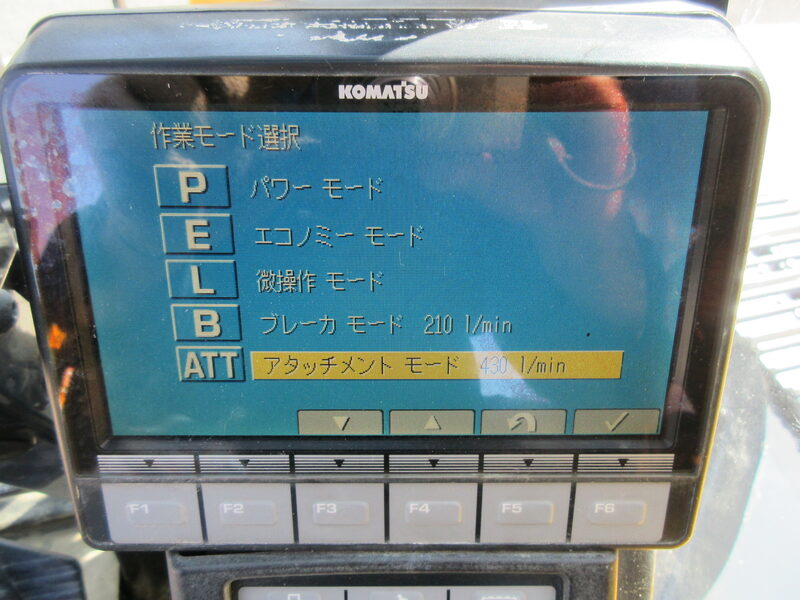 KOMATSU
作業モード選択
P パワー モード
E エコノミー モード
L 微操作 モード
B ブレーカ モード 210 l/min
ATT アタッチメント モード 430 l/min
F1 F2 F3 F4 F5 F6